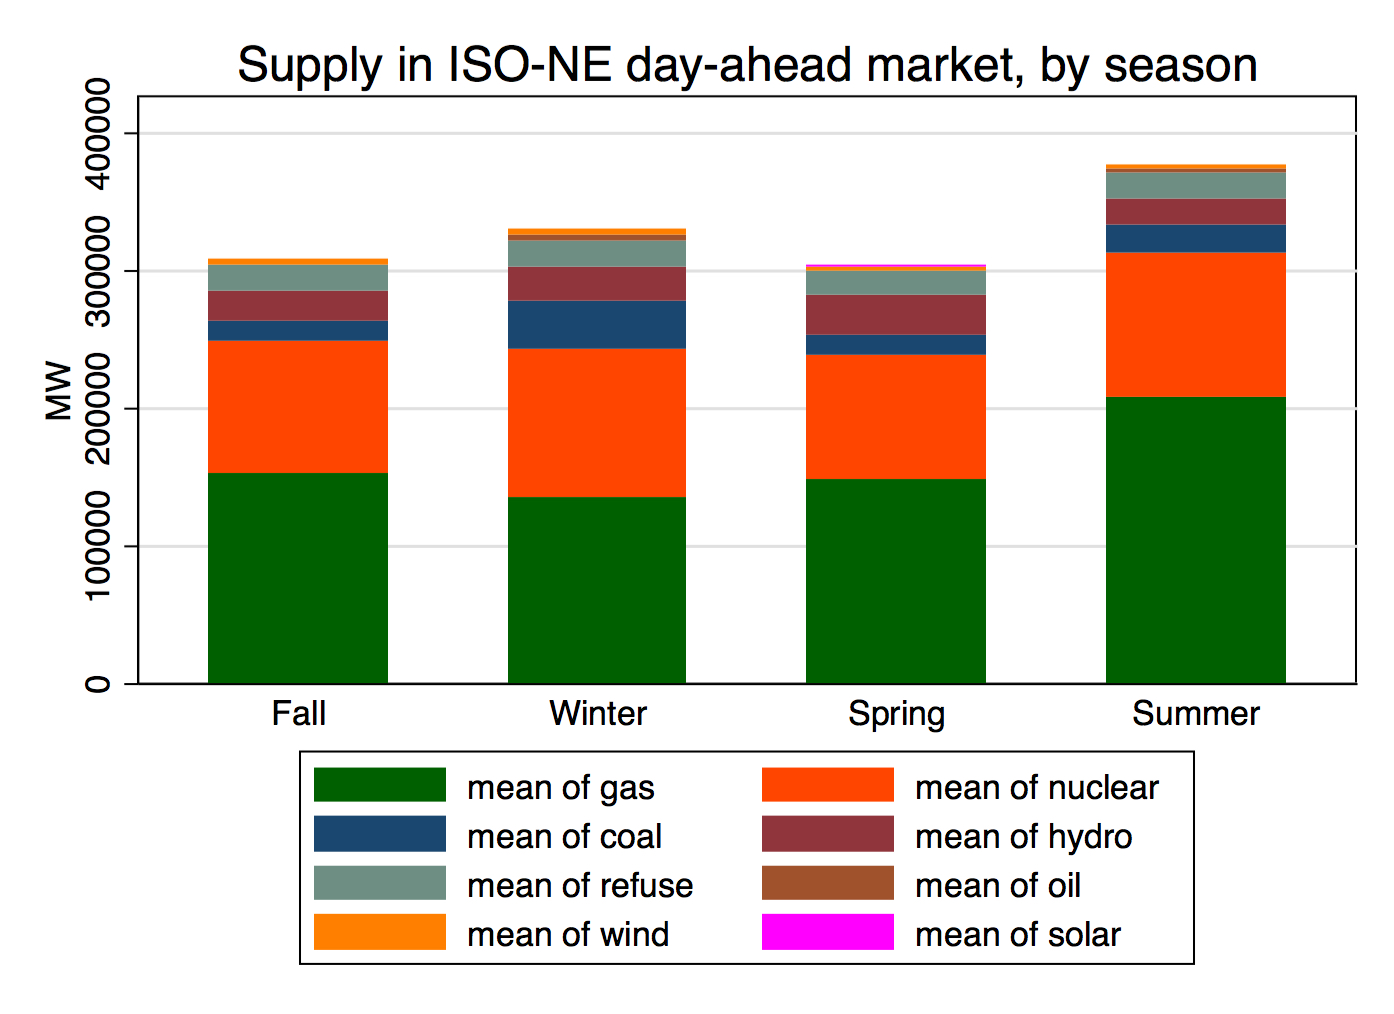 Supply in ISO-NE day-ahead market, by season
MW
400000
300000
200000
100000
0
Fall Winter Spring Summer
mean of gas mean of nuclear
mean of coal mean of hydro
mean of refuse mean of oil
mean of wind mean of solar